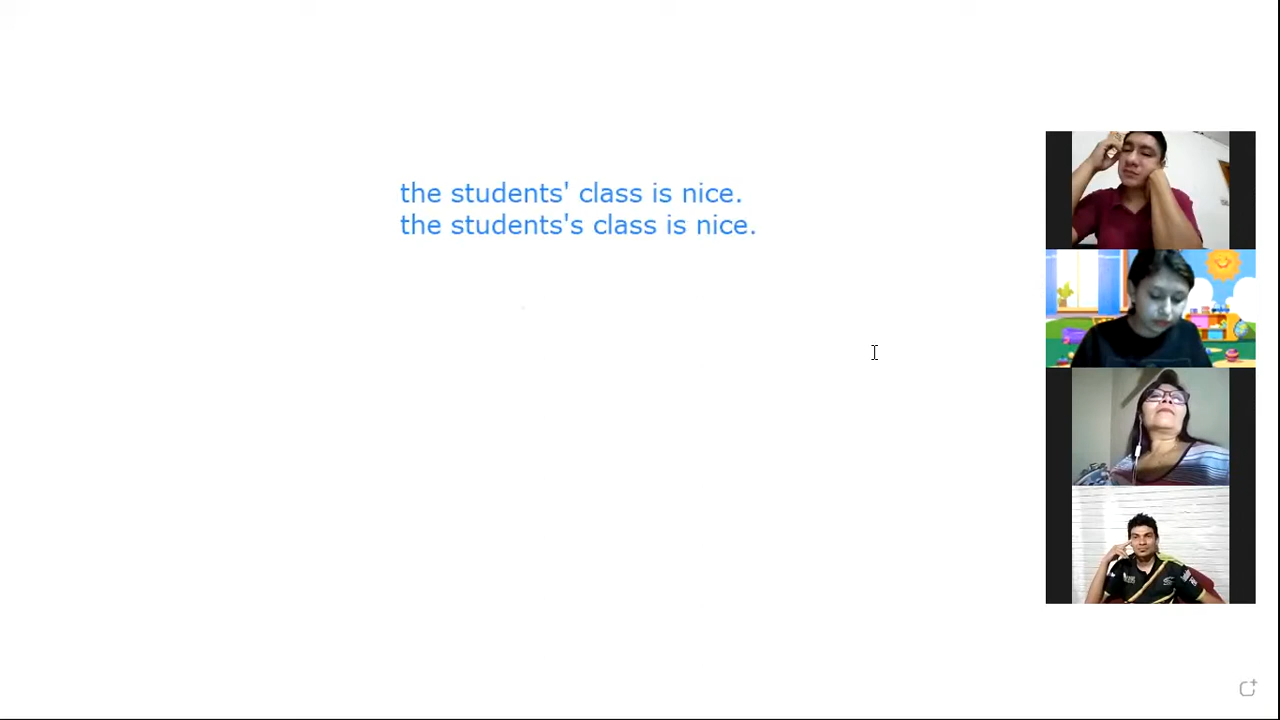 the students' class is nice.
the students's class is nice.